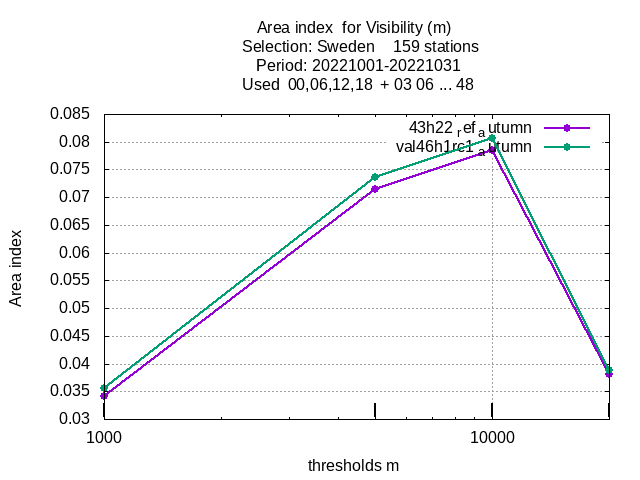 Area index  for Visibility (m)
Selection: Sweden    159 stations
Period: 20221001-20221031
Used  00,06,12,18  + 03 06 ... 48
0.085
0.08
0.075
0.07
0.065
0.06
0.055
0.05
0.045
0.04
0.035
0.03
Area index
43h22 ref autumn
val46h1rc1 autumn
1000
10000
thresholds m